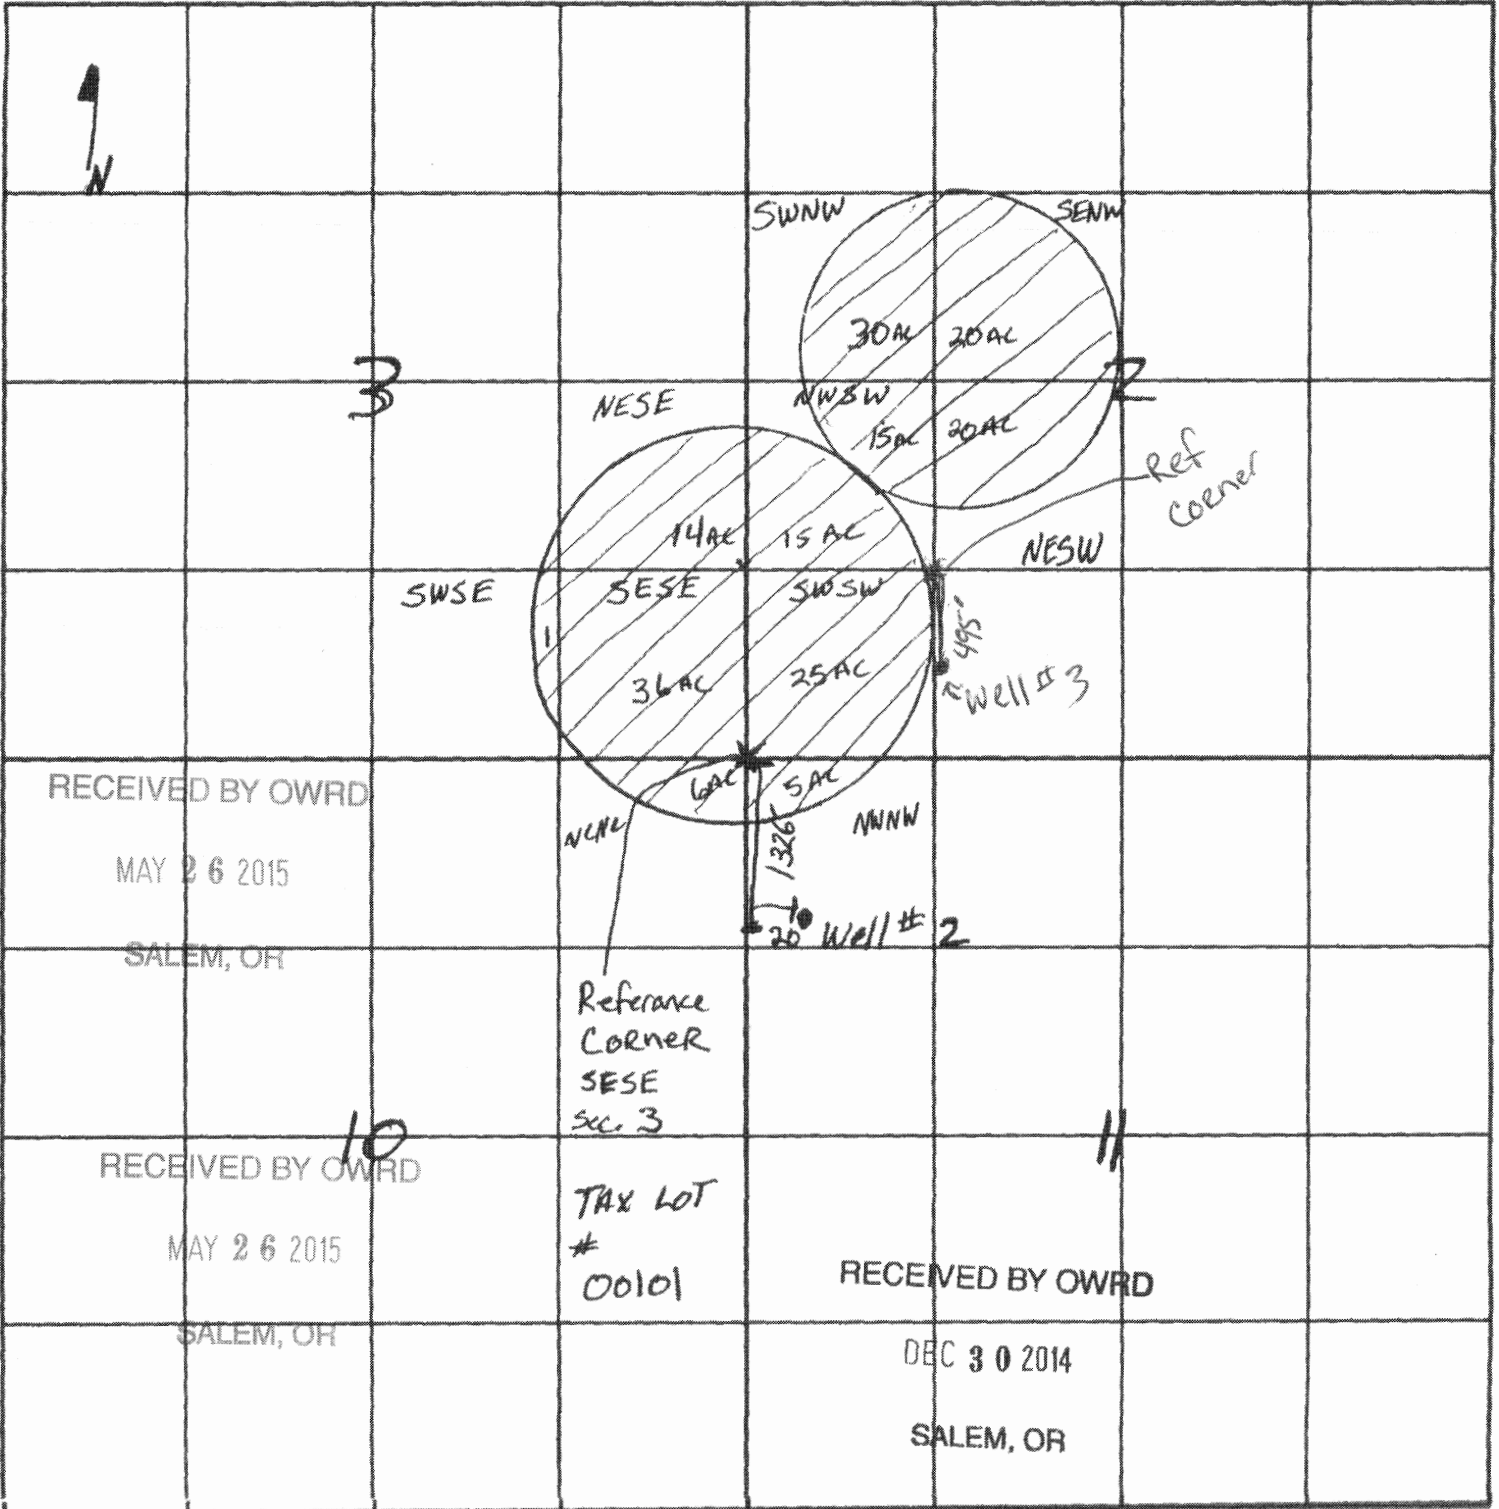 N
SWNW
SENW
30AC
20AC
3
2
NESE
NWSW
15AC
20AC
Ref
Corner
14AC
15 AC
NESW
SWSE
SESE
SWSW
495'
1
36 AC
25AC
Well # 3
RECEIVED BY OWRD
MAY 26 2015
SALEM, OR
6AC
5AC
NENE
NWNW
1326'
20'
Well # 2
Referance
CORNER
SESE
Sec. 3
10
11
RECEIVED BY OWRD
MAY 26 2015
SALEM, OR
TAX LOT
#
00101
RECEIVED BY OWRD
DEC 30 2014
SALEM, OR